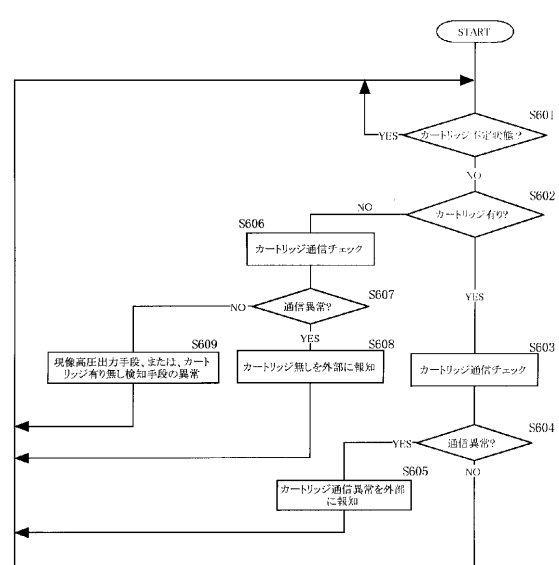 START
S601
カートリッジ不定状態?
YES
NO
S602
カートリッジ有り?
NO
YES
S606
カートリッジ通信チェック
S607
通信異常?
NO
YES
S609
現像高圧出力手段、または、カート
リッジ有り無し検知手段の異常
S608
カートリッジ無しを外部に報知
S603
カートリッジ通信チェック
S604
通信異常?
YES
NO
S605
カートリッジ通信異常を外部
に報知